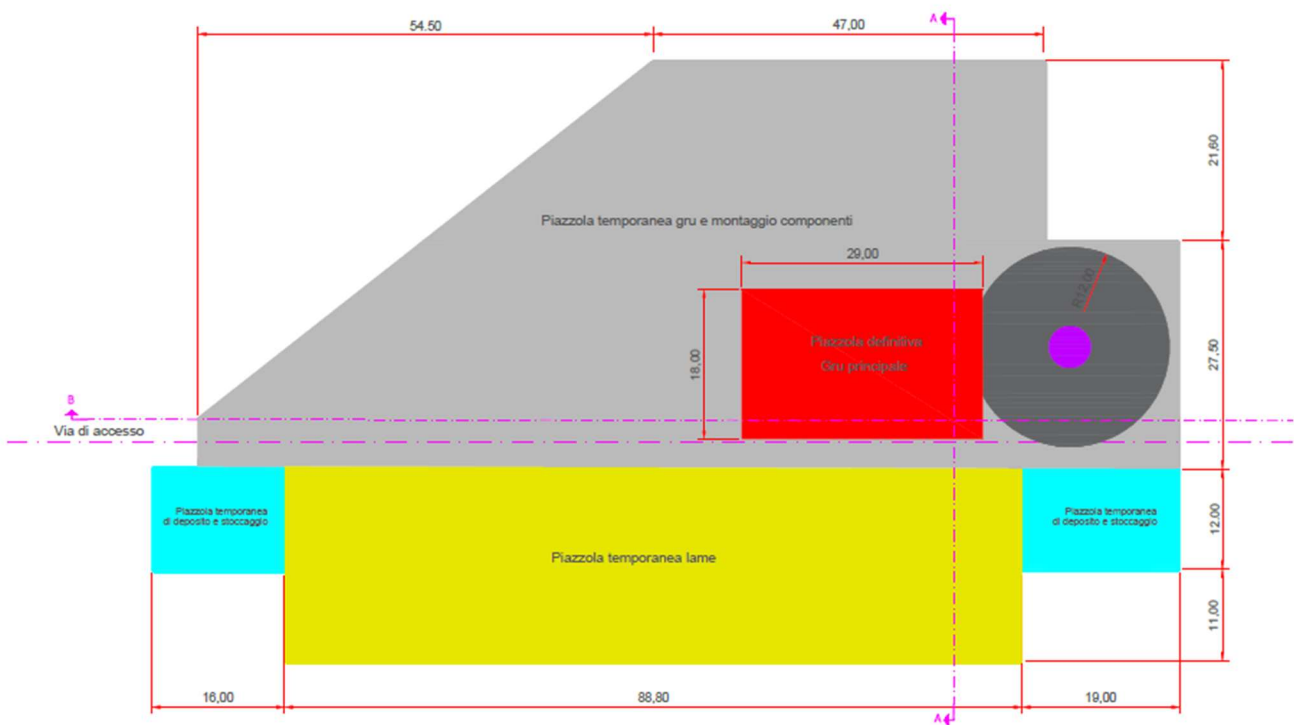 54.50
47,00
A
21,60
Piazzola temporanea gru e montaggio componenti
29,00
R12,00
18,00
Piazzola definitiva
Gru principale
27,50
B
Via di accesso
Piazzola temporanea
di deposito e stoccaggio
Piazzola temporanea
di deposito e stoccaggio
12,00
Piazzola temporanea lame
11,00
16,00
88,80
19,00
A